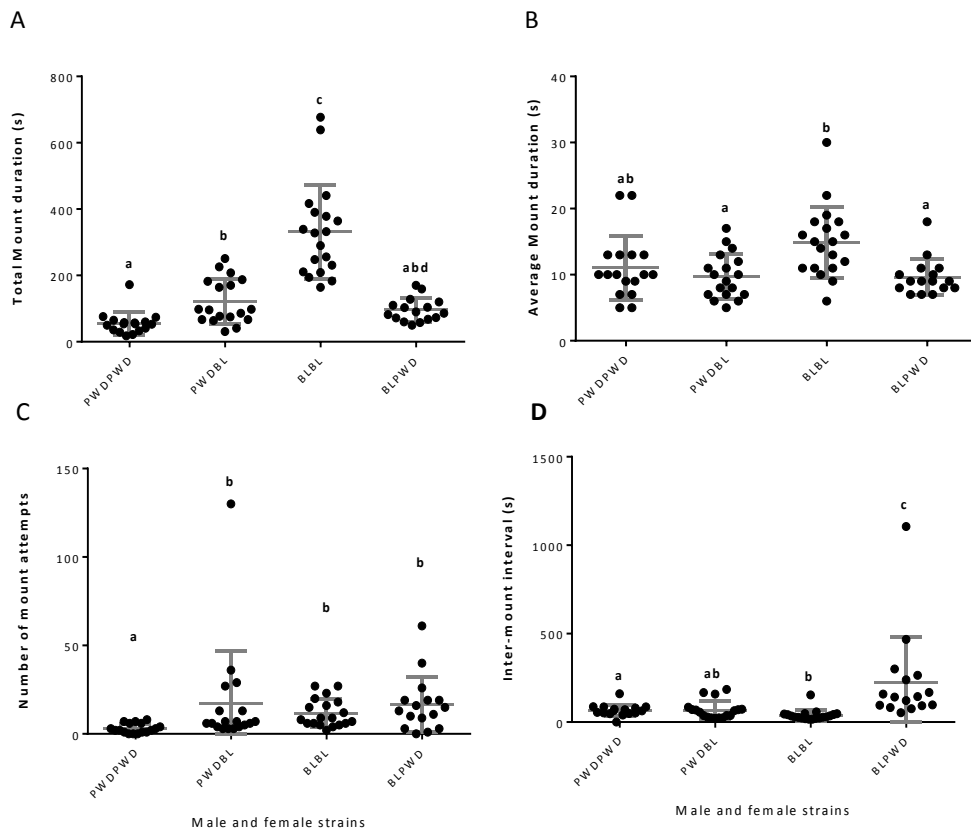 A
Total Mount duration (s)
800
600
400
200
0
a
b
c
abd
PWDPWD
PWDBL
BLBL
BLPWD
B
Average Mount duration (s)
40
30
20
10
0
ab
a
b
a
PWDPWD
PWDBL
BLBL
BLPWD
C
Number of mount attempts
150
100
50
0
a
b
b
b
PWDPWD
PWDBL
BLBL
BLPWD
Male and female strains
D
Inter-mount interval (s)
1500
1000
500
0
a
ab
b
c
PWDPWD
PWDBL
BLBL
BLPWD
Male and female strains